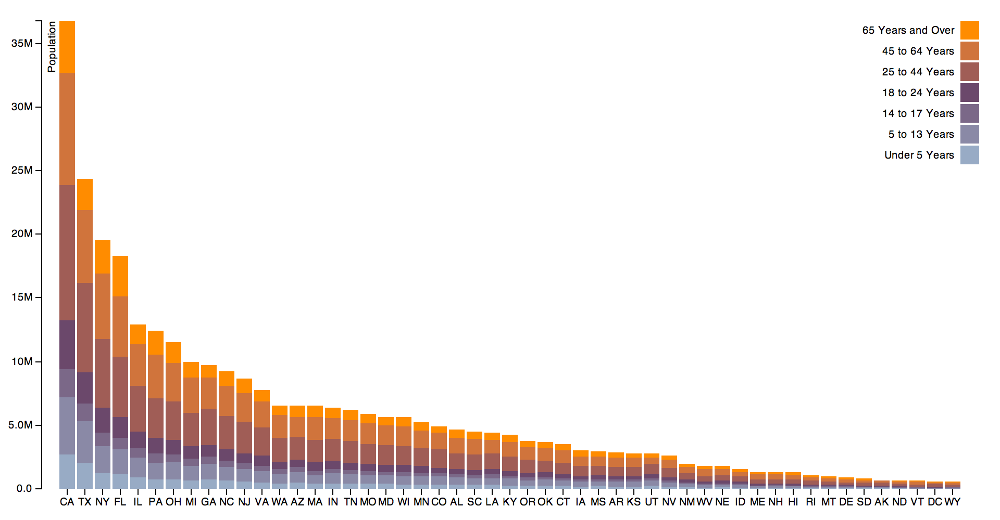 Population
35M
30M
25M
20M
15M
10M
5.0M
0.0
65 Years and Over
45 to 64 Years
25 to 44 Years
18 to 24 Years
14 to 17 Years
5 to 13 Years
Under 5 Years
CA TX NY FL IL PA OH MI GA NC NJ VA WA AZ MA IN TN MO MD WI MN CO AL SC LA KY OR OK CT IA MS AR KS UT NV NM WV NE ID ME NH HI RI MT DE SD AK ND VT DC WY